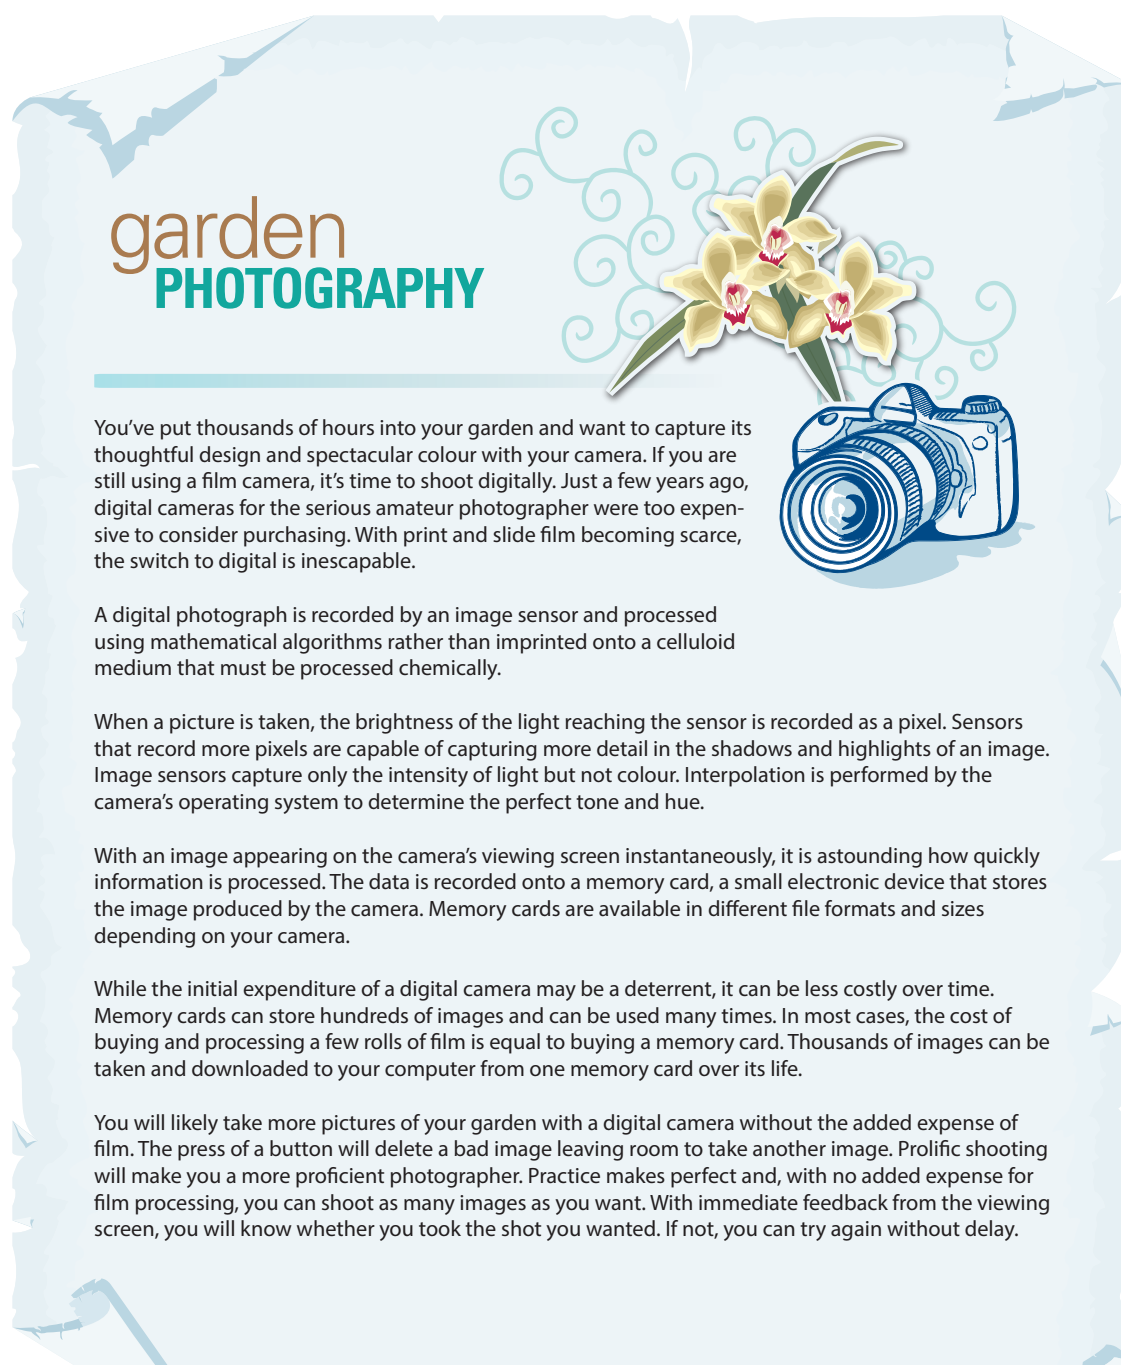 garden
PHOTOGRAPHY
You’ve put thousands of hours into your garden and want to capture its
thoughtful design and spectacular colour with your camera. If you are
still using a film camera, it’s time to shoot digitally. Just a few years ago,
digital cameras for the serious amateur photographer were too expen-
sive to consider purchasing. With print and slide film becoming scarce,
the switch to digital is inescapable.
A digital photograph is recorded by an image sensor and processed
using mathematical algorithms rather than imprinted onto a celluloid
medium that must be processed chemically.
When a picture is taken, the brightness of the light reaching the sensor is recorded as a pixel. Sensors
that record more pixels are capable of capturing more detail in the shadows and highlights of an image.
Image sensors capture only the intensity of light but not colour. Interpolation is performed by the
camera’s operating system to determine the perfect tone and hue.
With an image appearing on the camera’s viewing screen instantaneously, it is astounding how quickly
information is processed. The data is recorded onto a memory card, a small electronic device that stores
the image produced by the camera. Memory cards are available in different file formats and sizes
depending on your camera.
While the initial expenditure of a digital camera may be a deterrent, it can be less costly over time.
Memory cards can store hundreds of images and can be used many times. In most cases, the cost of
buying and processing a few rolls of film is equal to buying a memory card. Thousands of images can be
taken and downloaded to your computer from one memory card over its life.
You will likely take more pictures of your garden with a digital camera without the added expense of
film. The press of a button will delete a bad image leaving room to take another image. Prolific shooting
will make you a more proficient photographer. Practice makes perfect and, with no added expense for
film processing, you can shoot as many images as you want. With immediate feedback from the viewing
screen, you will know whether you took the shot you wanted. If not, you can try again without delay.